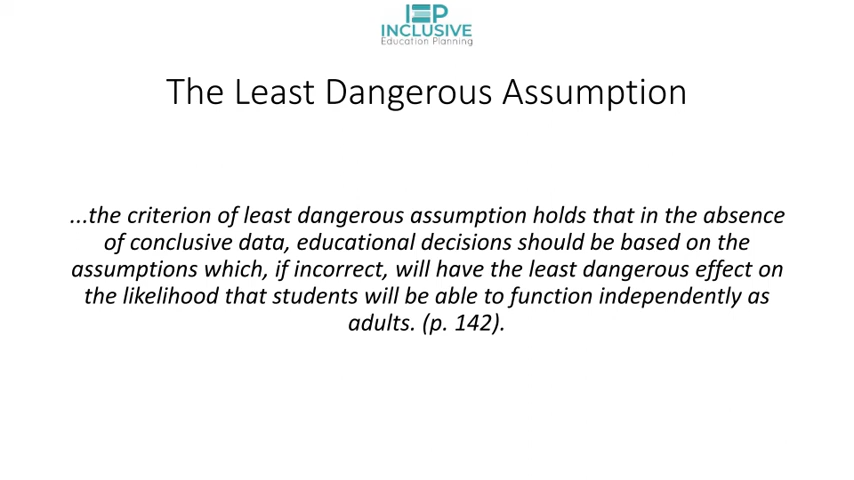 IEP
INCLUSIVE
Education Planning
The Least Dangerous Assumption
...the criterion of least dangerous assumption holds that in the absence
of conclusive data, educational decisions should be based on the
assumptions which, if incorrect, will have the least dangerous effect on
the likelihood that students will be able to function independently as
adults. (p. 142).